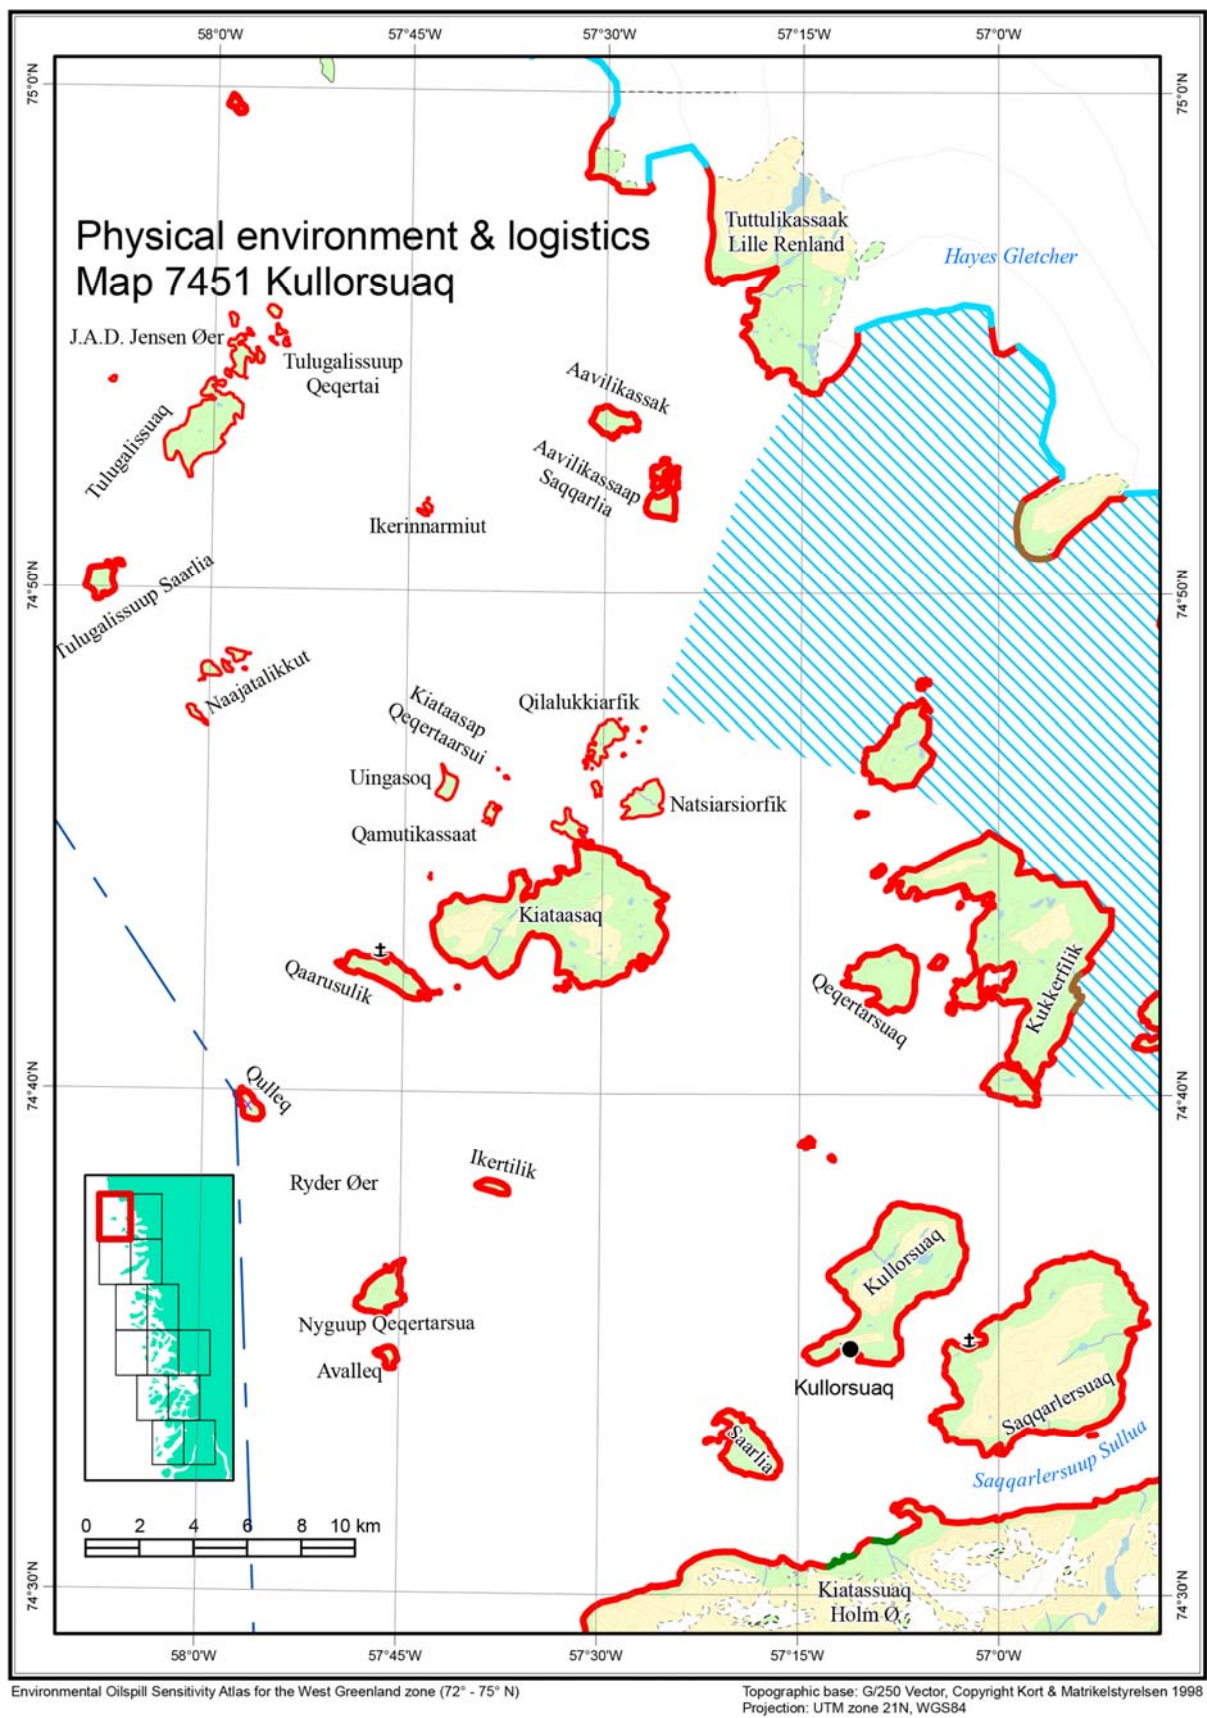 58°0'W 57°45'W 57°30'W 57°15'W 57°0'W
75°0'N 75°0'N
Physical environment & logistics
Map 7451 Kullorsuaq
Tuttulikassaak
Lille Renland
Hayes Gletcher
J.A.D. Jensen Øer
Tulugalissuup
Qeqertai
Tulugalissuaq
Aavilikassak
Aavilikassaap
Saqqarlia
Ikerinnarmiut
74°50'N 74°50'N
Tulugalissuup Saarlia
Naajatalikkut
Kiataasap
Qeqertaarsui
Qilalukkiarfik
Uingasoq
Natsiarsiorfik
Qamutikassaat
Kiataasaq
Qaarusulik
Qeqertarsuaq
Kukkerfilik
74°40'N 74°40'N
Qulleq
Ikertilik
Ryder Øer
Kullorsuaq
Nyguup Qeqertarsua
Avalleq
Kullorsuaq
Saqqarlersuaq
Saarlia
Saqqarlersuup Sullua
0 2 4 6 8 10 km
74°30'N 74°30'N
Kiatassuaq
Holm Ø
58°0'W 57°45'W 57°30'W 57°15'W 57°0'W
Environmental Oilspill Sensitivity Atlas for the West Greenland zone (72° - 75° N)
Topographic base: G/250 Vector, Copyright Kort & Matrikelstyrelsen 1998
Projection: UTM zone 21N, WGS84